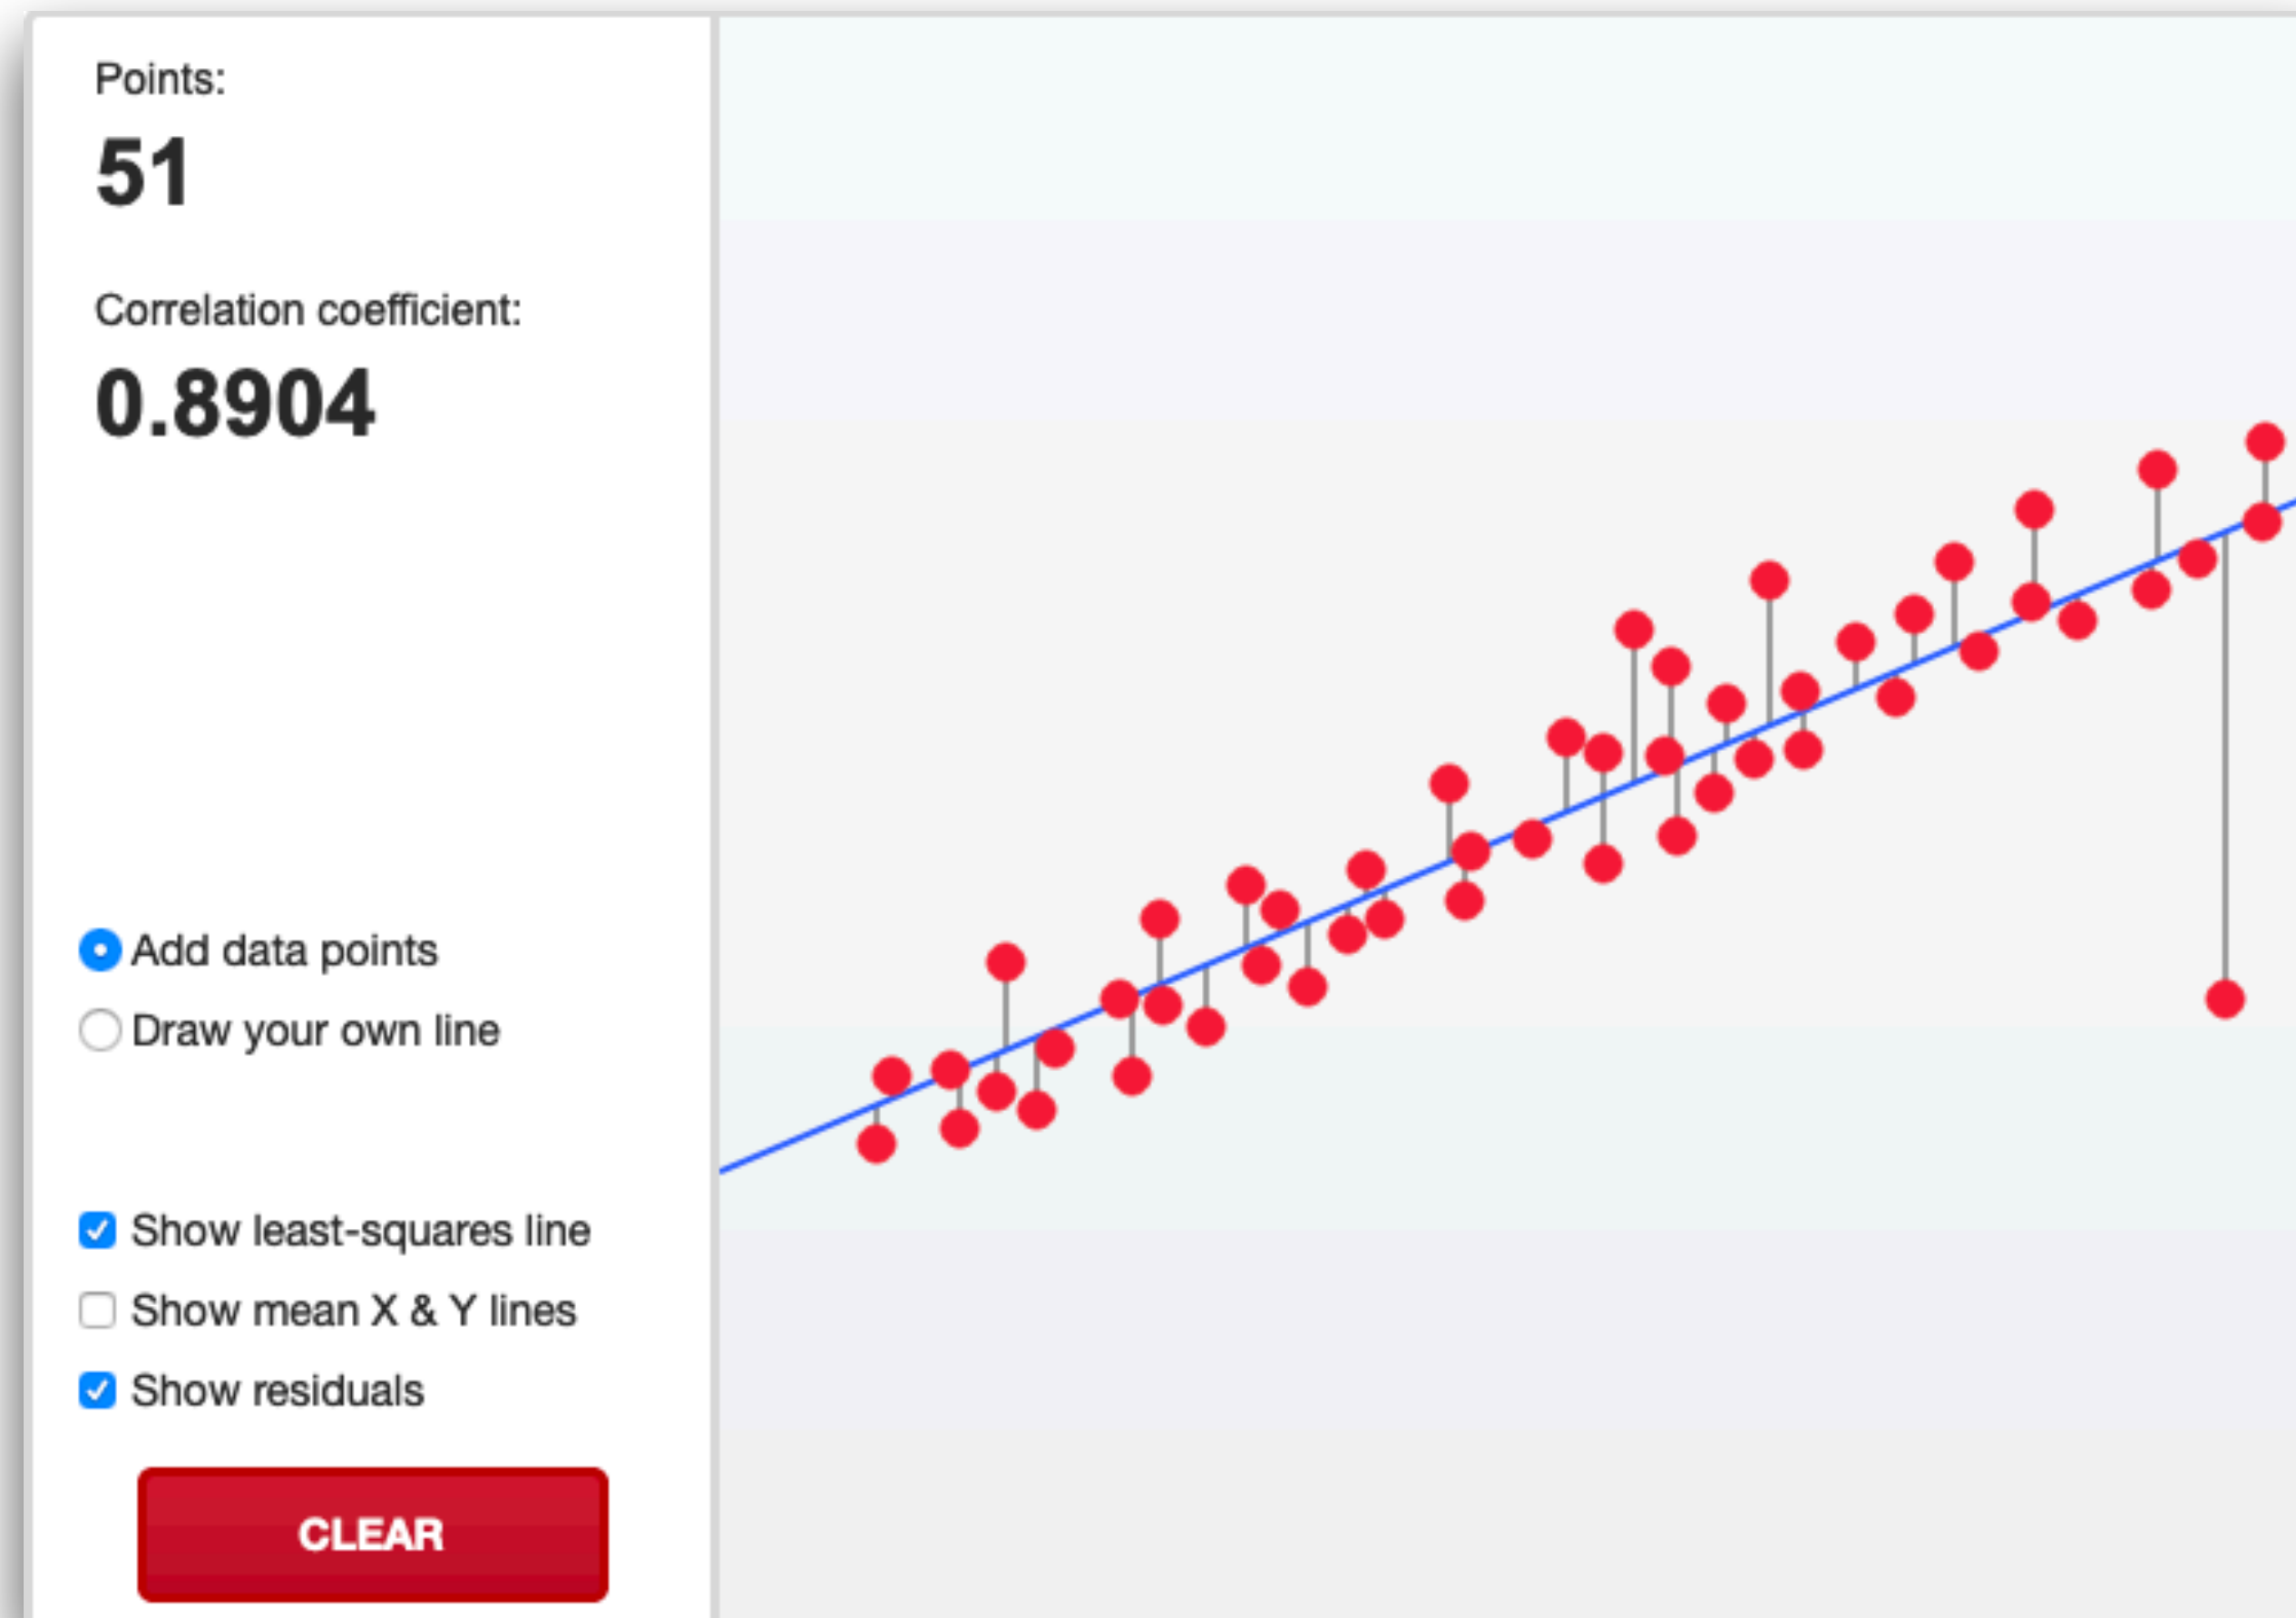 Points:
51
Correlation coefficient:
0.8904
Add data points
Draw your own line
Show least-squares line
Show mean X & Y lines
Show residuals
CLEAR